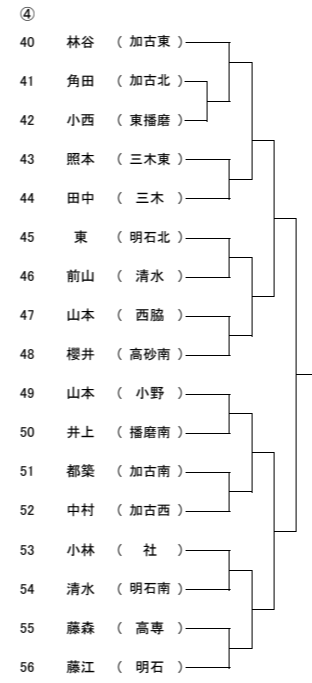 ④
40 林谷 ( 加古東 )
41 角田 ( 加古北 )
42 小西 ( 東播磨 )
43 照本 ( 三木東 )
44 田中 ( 三木 )
45 東 ( 明石北 )
46 前山 ( 清水 )
47 山本 ( 西脇 )
48 櫻井 ( 高砂南 )
49 山本 ( 小野 )
50 井上 ( 播磨南 )
51 都築 ( 加古南 )
52 中村 ( 加古西 )
53 小林 ( 社 )
54 清水 ( 明石南 )
55 藤森 ( 高専 )
56 藤江 ( 明石 )